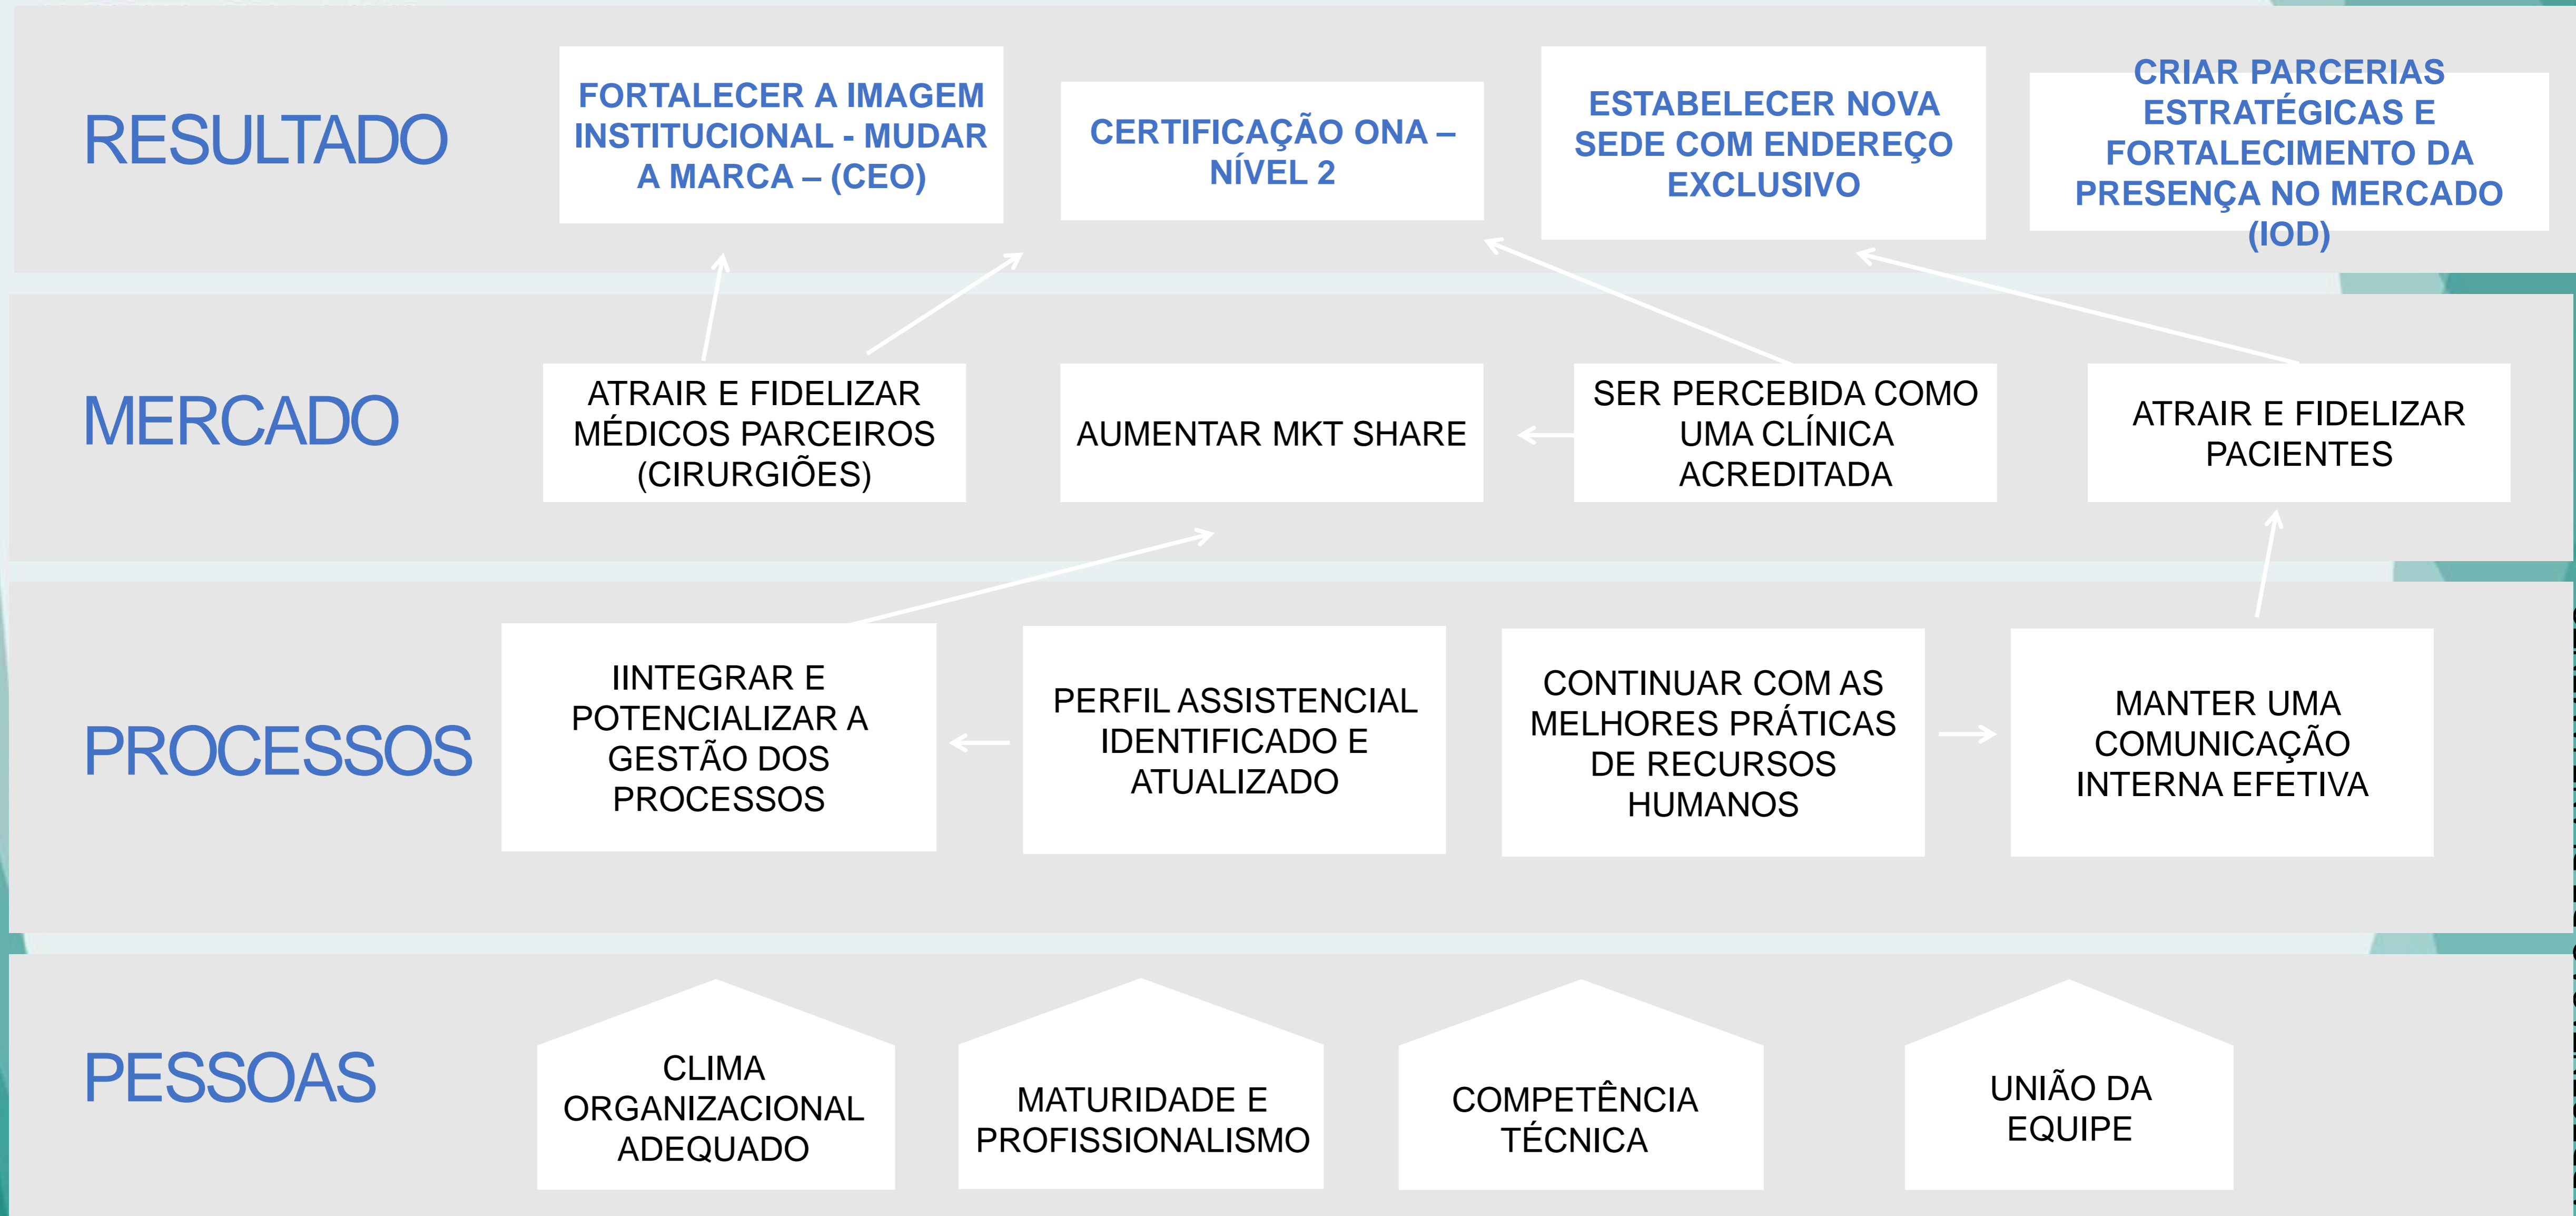 RESULTADO
FORTALECER A IMAGEM
INSTITUCIONAL - MUDAR
A MARCA – (CEO)
CERTIFICAÇÃO ONA –
NÍVEL 2
ESTABELECER NOVA
SEDE COM ENDEREÇO
EXCLUSIVO
CRIAR PARCERIAS
ESTRATÉGICAS E
FORTALECIMENTO DA
PRESENÇA NO MERCADO
(IOD)
MERCADO
ATRAIR E FIDELIZAR
MÉDICOS PARCEIROS
(CIRURGIÕES)
AUMENTAR MKT SHARE
SER PERCEBIDA COMO
UMA CLÍNICA
ACREDITADA
ATRAIR E FIDELIZAR
PACIENTES
PROCESSOS
IINTEGRAR E
POTENCIALIZAR A
GESTÃO DOS
PROCESSOS
PERFIL ASSISTENCIAL
IDENTIFICADO E
ATUALIZADO
CONTINUAR COM AS
MELHORES PRÁTICAS
DE RECURSOS
HUMANOS
MANTER UMA
COMUNICAÇÃO
INTERNA EFETIVA
PESSOAS
CLIMA
ORGANIZACIONAL
ADEQUADO
MATURIDADE E
PROFISSIONALISMO
COMPETÊNCIA
TÉCNICA
UNIÃO DA
EQUIPE